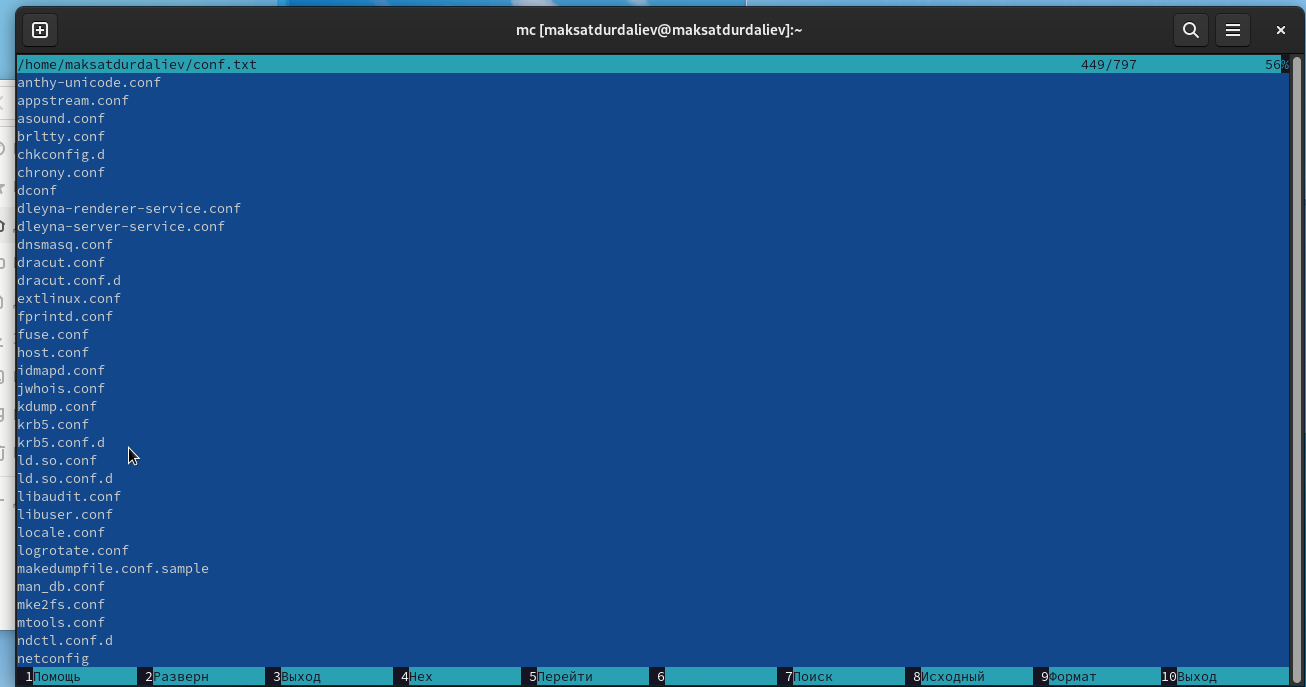 mc [maksatdurdaliev@maksatdurdaliev]:~
/home/maksatdurdaliev/conf.txt 449/797 56%
anthy-unicode.conf
appstream.conf
asound.conf
brltty.conf
chkconfig.d
chrony.conf
dconf
dleyna-renderer-service.conf
dleyna-server-service.conf
dnsmasq.conf
dracut.conf
dracut.conf.d
extlinux.conf
fprintd.conf
fuse.conf
host.conf
idmapd.conf
jwhois.conf
kdump.conf
krb5.conf
krb5.conf.d
ld.so.conf
ld.so.conf.d
libaudit.conf
libuser.conf
locale.conf
logrotate.conf
makedumpfile.conf.sample
man_db.conf
mke2fs.conf
mtools.conf
ndctl.conf.d
netconfig
1Помощь 2Разверн 3Выход 4Hex 5Перейти 6 7Поиск 8Исходный 9Формат 10Выход